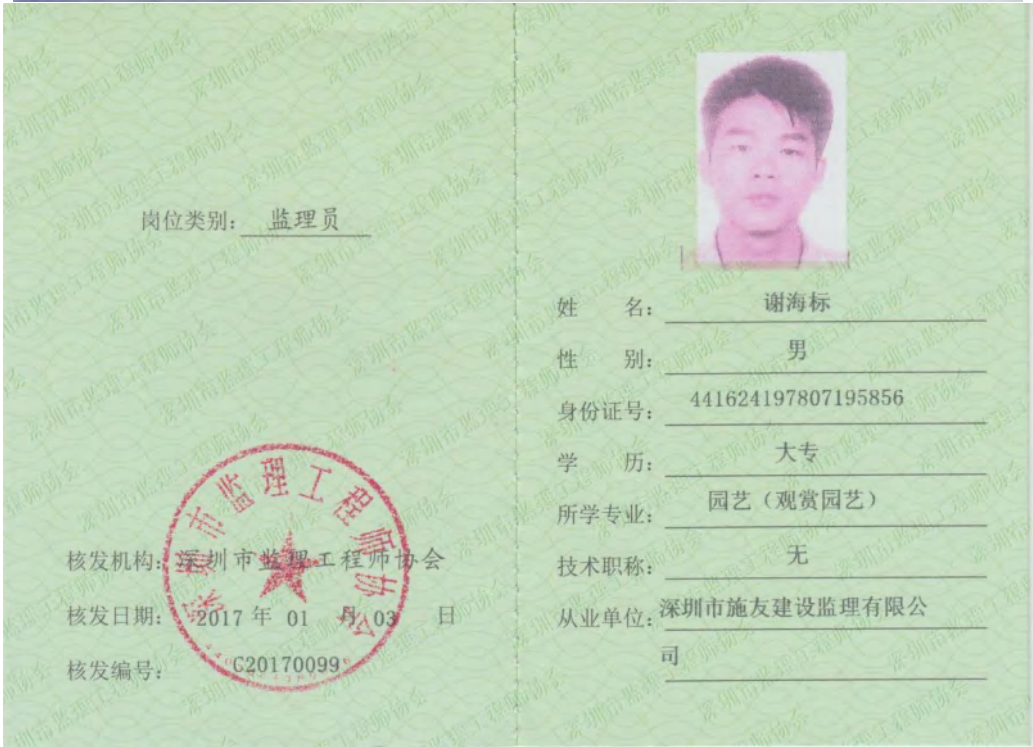 岗位类别: 监理员
核发机构: 深圳市监理工程师协会
核发日期: 2017 年 01 月 03 日
核发编号: C20170099
深圳市监理工程师协会
姓 名: 谢海标
性 别: 男
身份证号: 441624197807195856
学 历: 大专
所学专业: 园艺（观赏园艺）
技术职称: 无
从业单位: 深圳市施友建设监理有限公
司